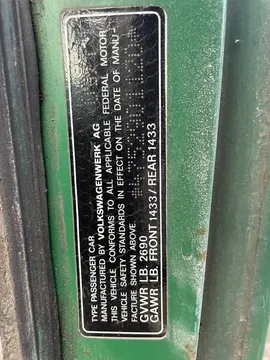 TYPE PASSENGER CAR
MANUFACTURED BY VOLKSWAGENWERK AG
THIS VEHICLE CONFORMS TO ALL APPLICABLE FEDERAL MOTOR
VEHICLE SAFETY STANDARDS IN EFFECT ON THE DATE OF MANU-
FACTURE SHOWN ABOVE.
GVWR LB. 2690
GAWR LB. FRONT 1433/REAR 1433